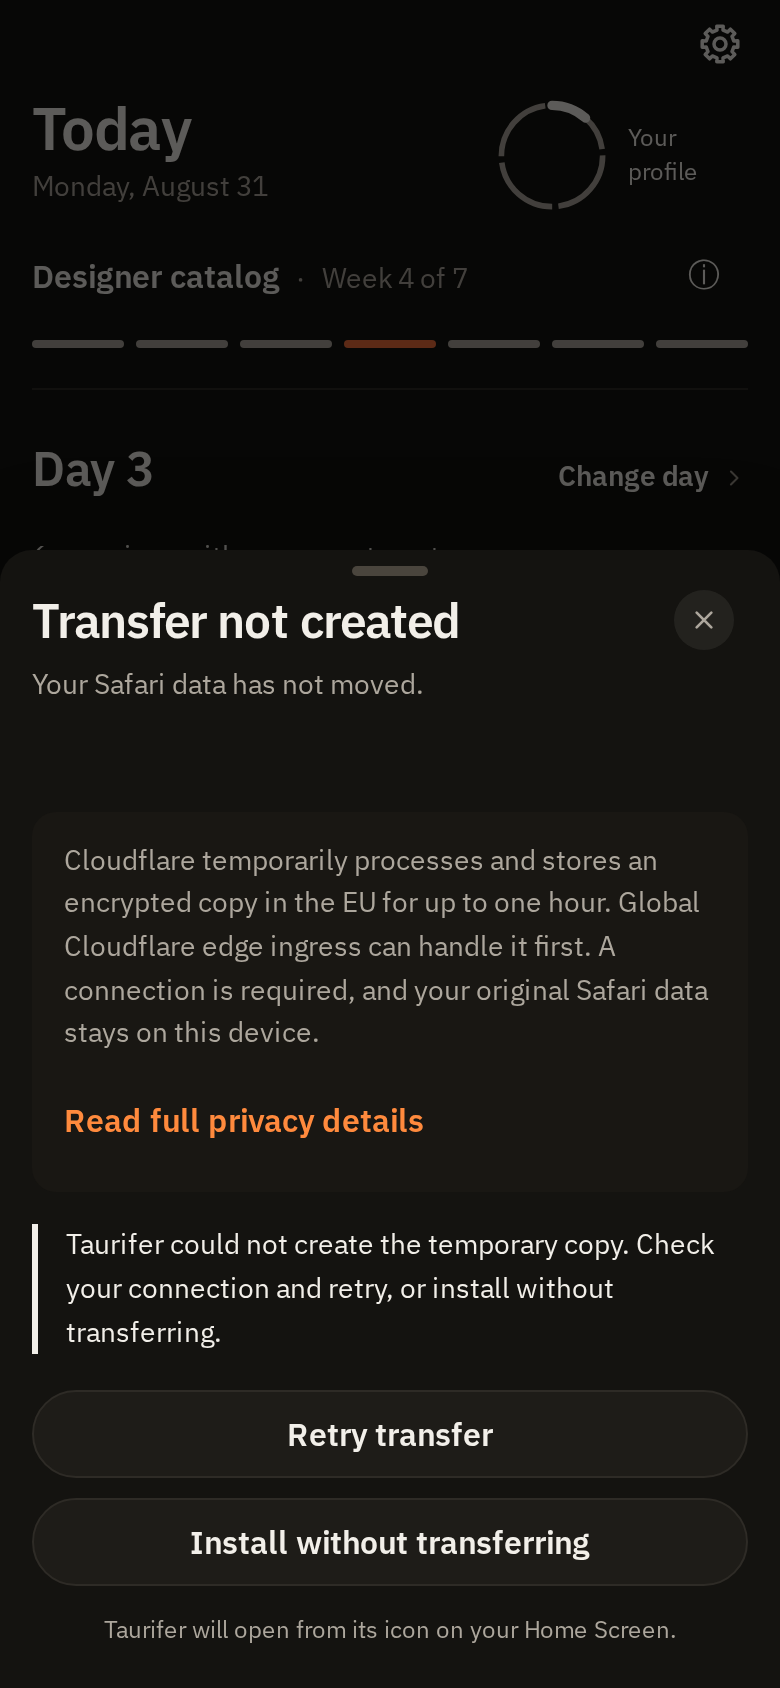 Today
Monday, August 31
Your
profile
Designer catalog · Week 4 of 7
Day 3
Change day
Transfer not created
Your Safari data has not moved.
Cloudflare temporarily processes and stores an
encrypted copy in the EU for up to one hour. Global
Cloudflare edge ingress can handle it first. A
connection is required, and your original Safari data
stays on this device.
Read full privacy details
Taurifer could not create the temporary copy. Check
your connection and retry, or install without
transferring.
Retry transfer
Install without transferring
Taurifer will open from its icon on your Home Screen.